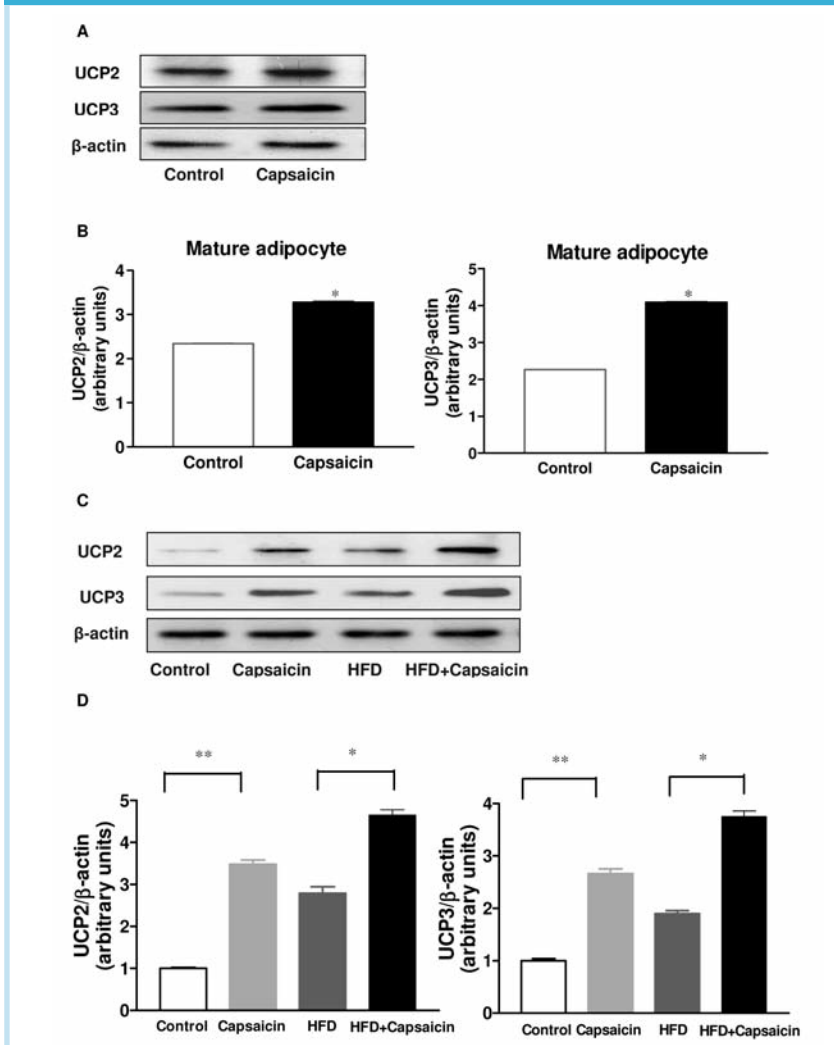 A
UCP2
UCP3
β-actin
Control Capsaicin
B
Mature adipocyte
UCP2/β-actin
(arbitrary units)
4
3
2
1
0
*
Control Capsaicin
Mature adipocyte
UCP3/β-actin
(arbitrary units)
5
4
3
2
1
0
*
Control Capsaicin
C
UCP2
UCP3
β-actin
Control Capsaicin HFD HFD+Capsaicin
D
** *
UCP2/β-actin
(arbitrary units)
5
4
3
2
1
0
Control Capsaicin HFD HFD+Capsaicin
** *
UCP3/β-actin
(arbitrary units)
4
3
2
1
0
Control Capsaicin HFD HFD+Capsaicin